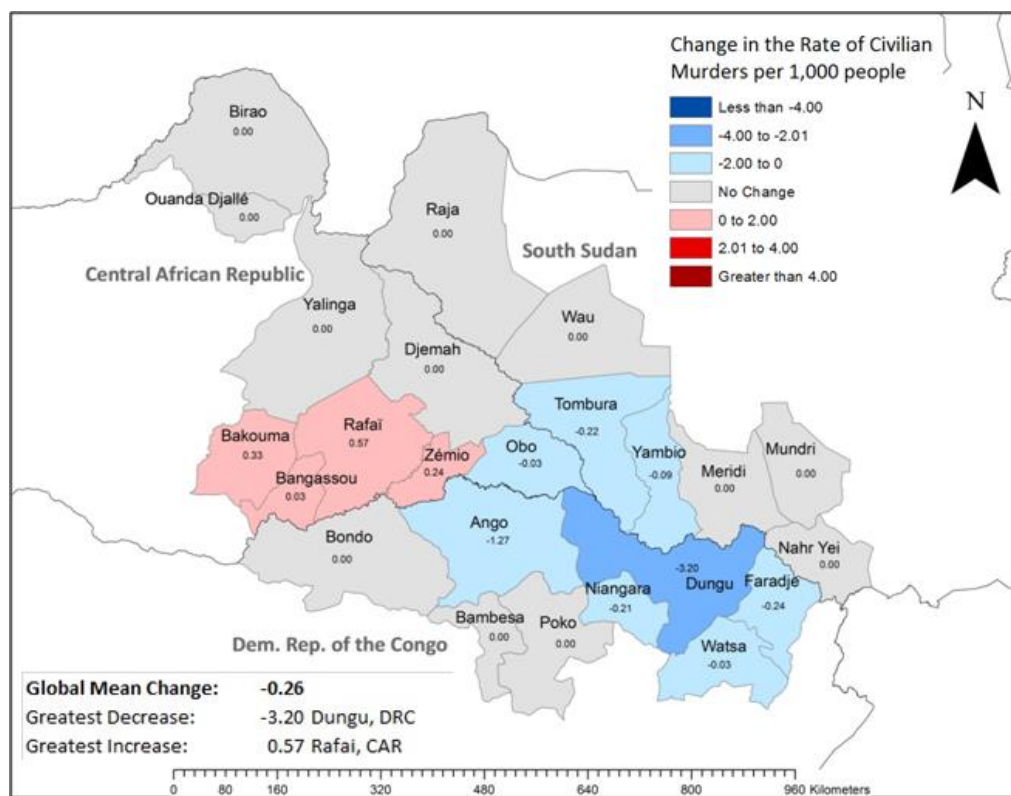 Change in the Rate of Civilian
Murders per 1,000 people
Less than -4.00
-4.00 to -2.01
-2.00 to 0
No Change
0 to 2.00
2.01 to 4.00
Greater than 4.00
N
Birao
0.00
Ouanda Djallé
0.00
Raja
0.00
South Sudan
Central African Republic
Yalinga
0.00
Wau
0.00
Djemah
0.00
Tombura
-0.22
Rafaï
0.57
Bakouma
0.33
Zémio
0.24
Obo
-0.03
Yambio
-0.09
Mundri
0.00
Meridi
0.00
Bangassou
0.03
Ango
-1.27
Bondo
0.00
Nahr Yei
0.00
-3.20
Dungu
Faradje
-0.24
Niangara
-0.21
Bambesa
0.00
Poko
0.00
Watsa
-0.03
Dem. Rep. of the Congo
Global Mean Change: -0.26
Greatest Decrease: -3.20 Dungu, DRC
Greatest Increase: 0.57 Rafai, CAR
0 80 160 320 480 640 800 960 Kilometers